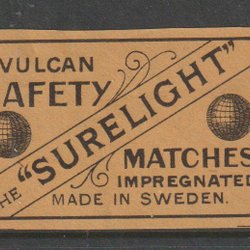 VULCAN
SAFETY
THE "SURELIGHT"
MATCHES
IMPREGNATED
MADE IN SWEDEN.